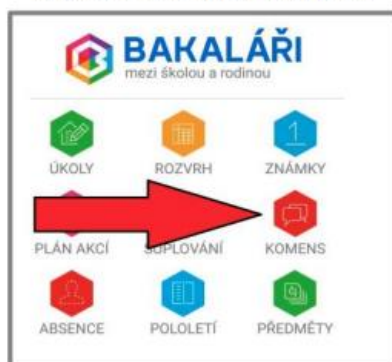 BAKALÁŘI
mezi školou a rodinou
ÚKOLY ROZVRH ZNÁMKY
PLÁN AKCÍ SUPLOVÁNÍ KOMENS
ABSENCE POLOLETÍ PŘEDMĚTY